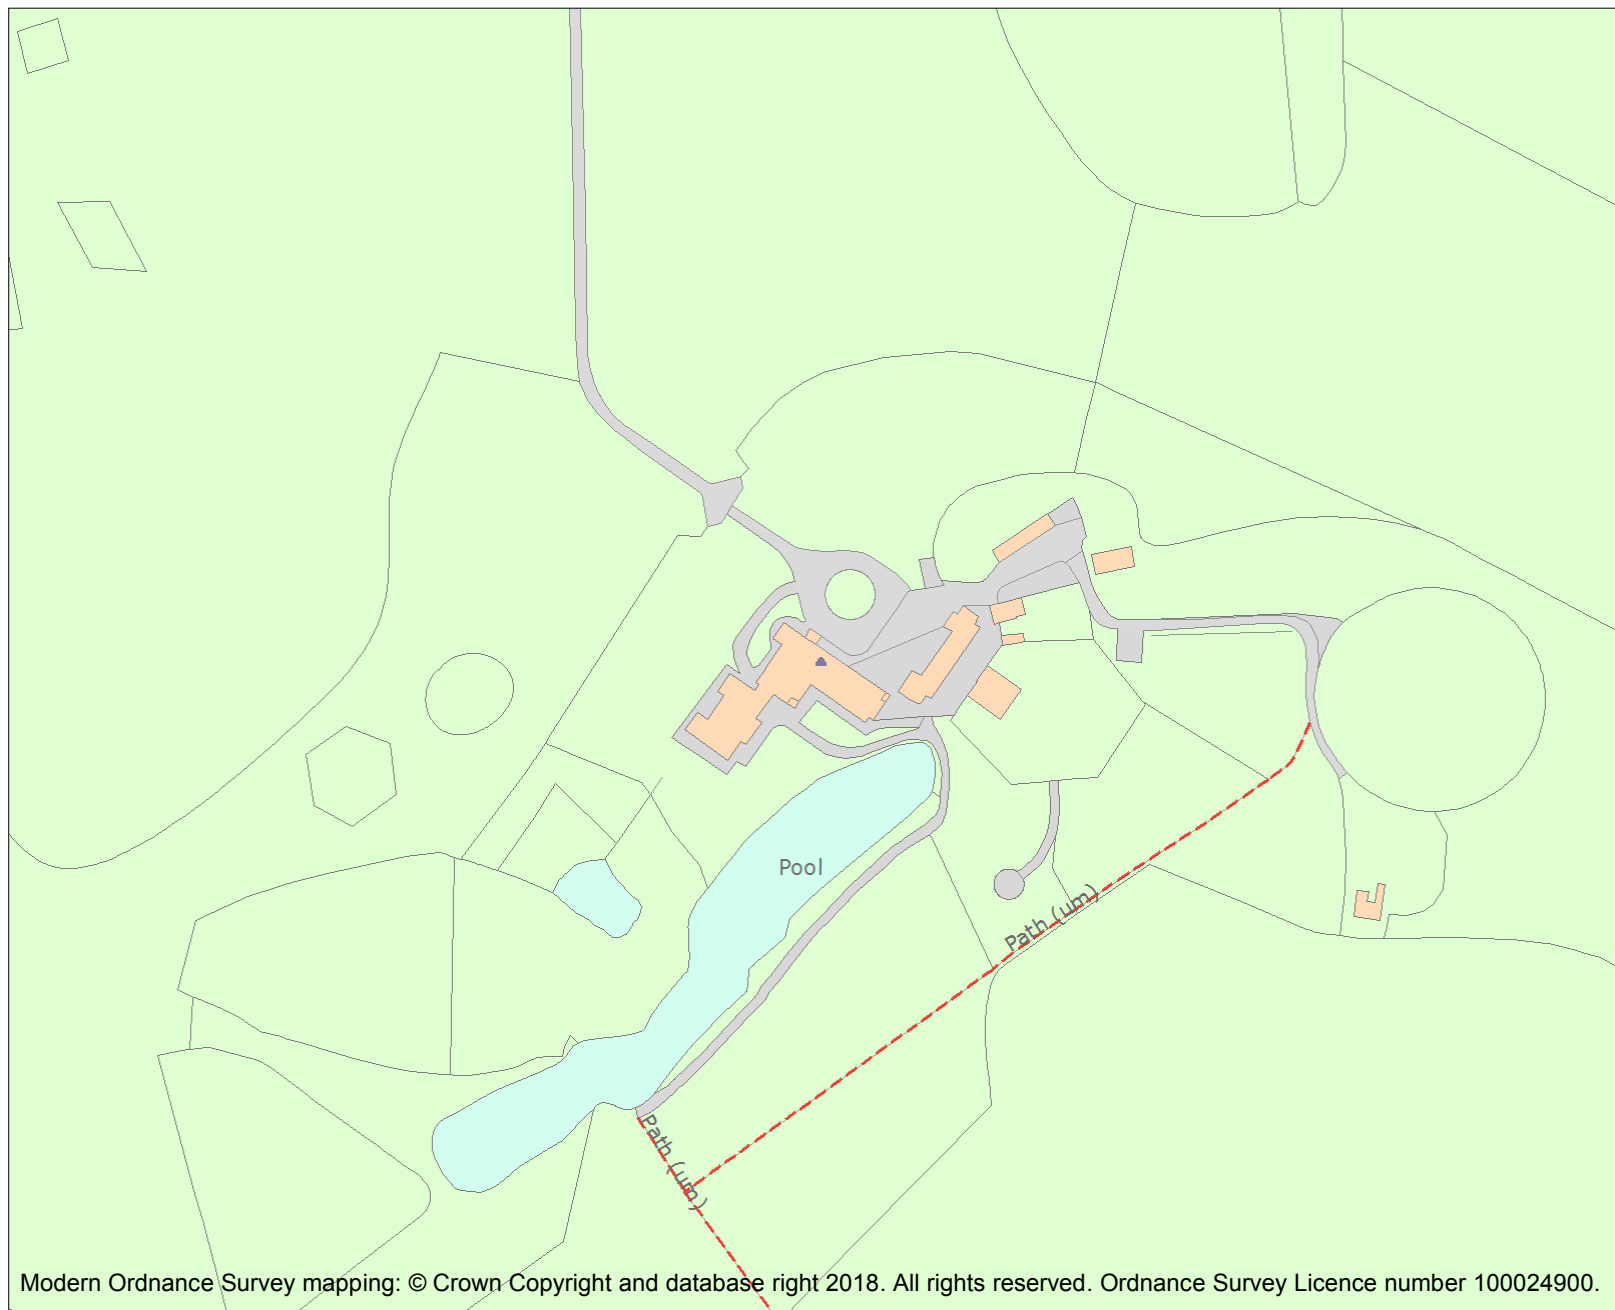 Pool
Path (um)
Path (um)
Modern Ordnance Survey mapping: © Crown Copyright and database right 2018. All rights reserved. Ordnance Survey Licence number 100024900.